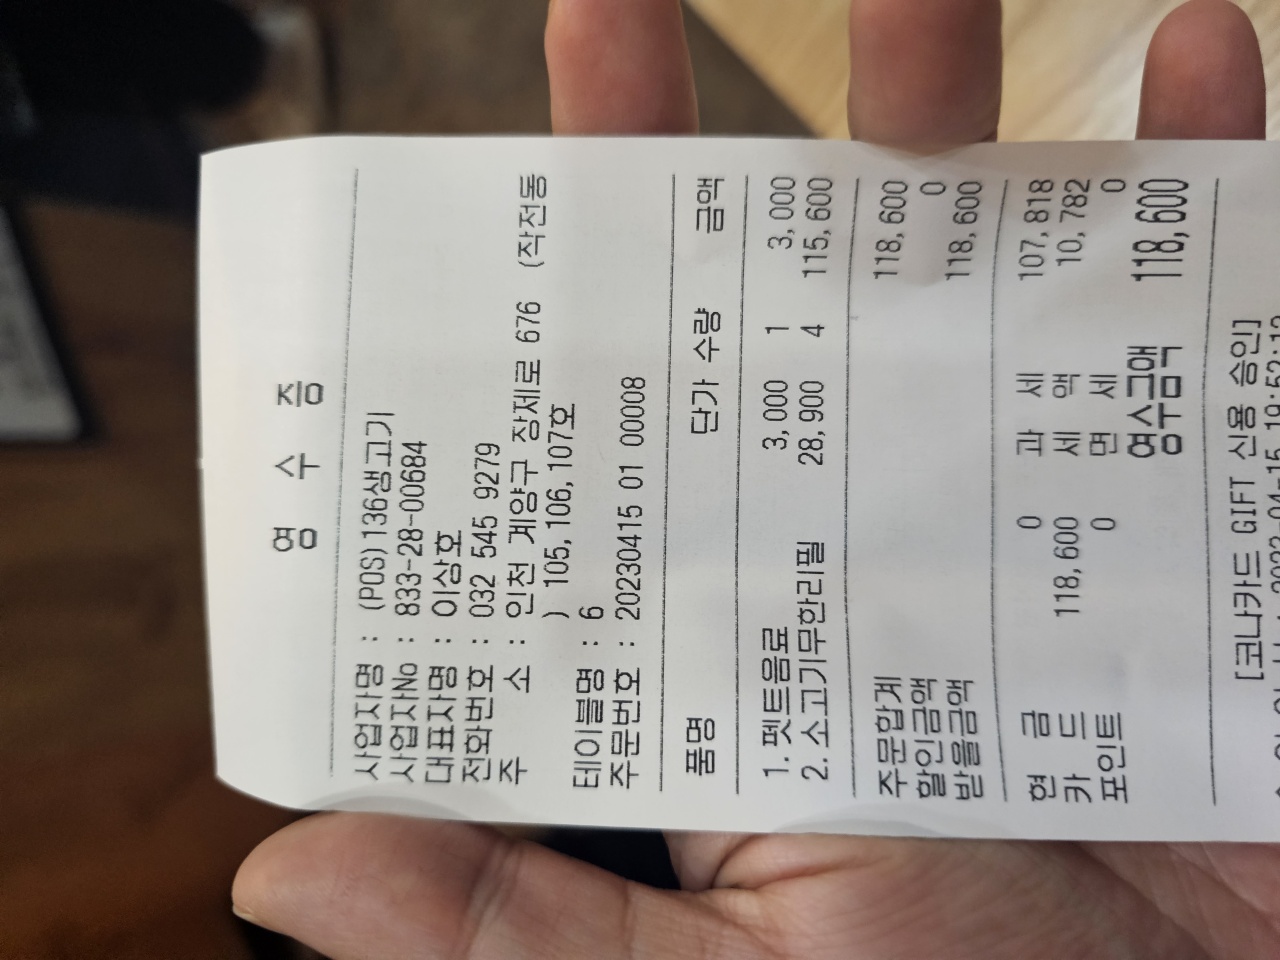 영 수 증
사업자명 : (POS)136생고기
사업자No : 833-28-00684
대표자명 : 이상호
전화번호 : 032 545 9279
주 소 : 인천 계양구 장제로 676 (작전동
) 105,106,107호
테이블명 : 6
주문번호 : 20230415 01 00008
품명 단가 수량 금액
1. 펫트음료 3,000 1 3,000
2. 소고기무한리필 28,900 4 115,600
주문합계 118,600
할인금액 0
받을금액 118,600
현 금 0 과 세 107,818
카 드 118,600 세 액 10,782
포인트 0 면 세 0
영수금액 118,600
[코나카드 GIFT 신용 승인]